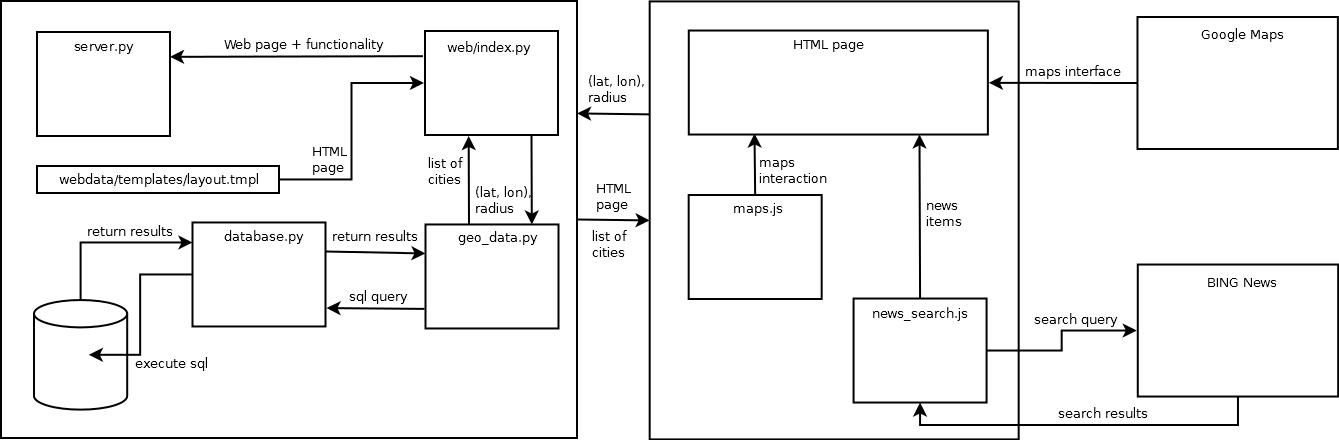 server.py
Web page + functionality
web/index.py
HTML
page
webdata/templates/layout.tmpl
list of
cities
(lat, lon),
radius
return results
database.py
return results
geo_data.py
sql query
execute sql
(lat, lon),
radius
HTML
page
list of
cities
HTML page
maps interface
Google Maps
maps
interaction
maps.js
news
items
news_search.js
search query
BING News
search results